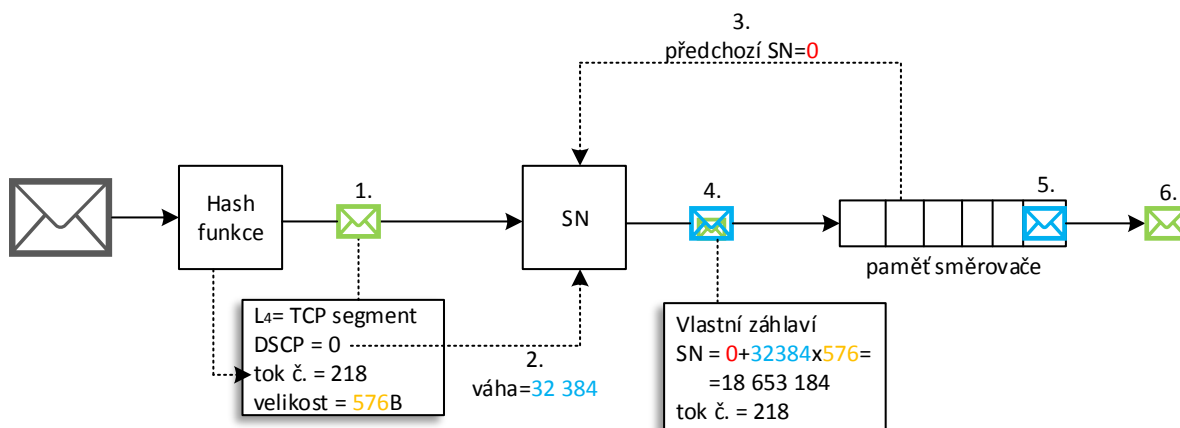 3.
předchozí SN=0
Hash
funkce
1.
SN
4.
5.
6.
paměť směrovače
L4= TCP segment
DSCP = 0
tok č. = 218
velikost = 576B
2.
váha=32 384
Vlastní záhlaví
SN = 0+32384x576=
=18 653 184
tok č. = 218